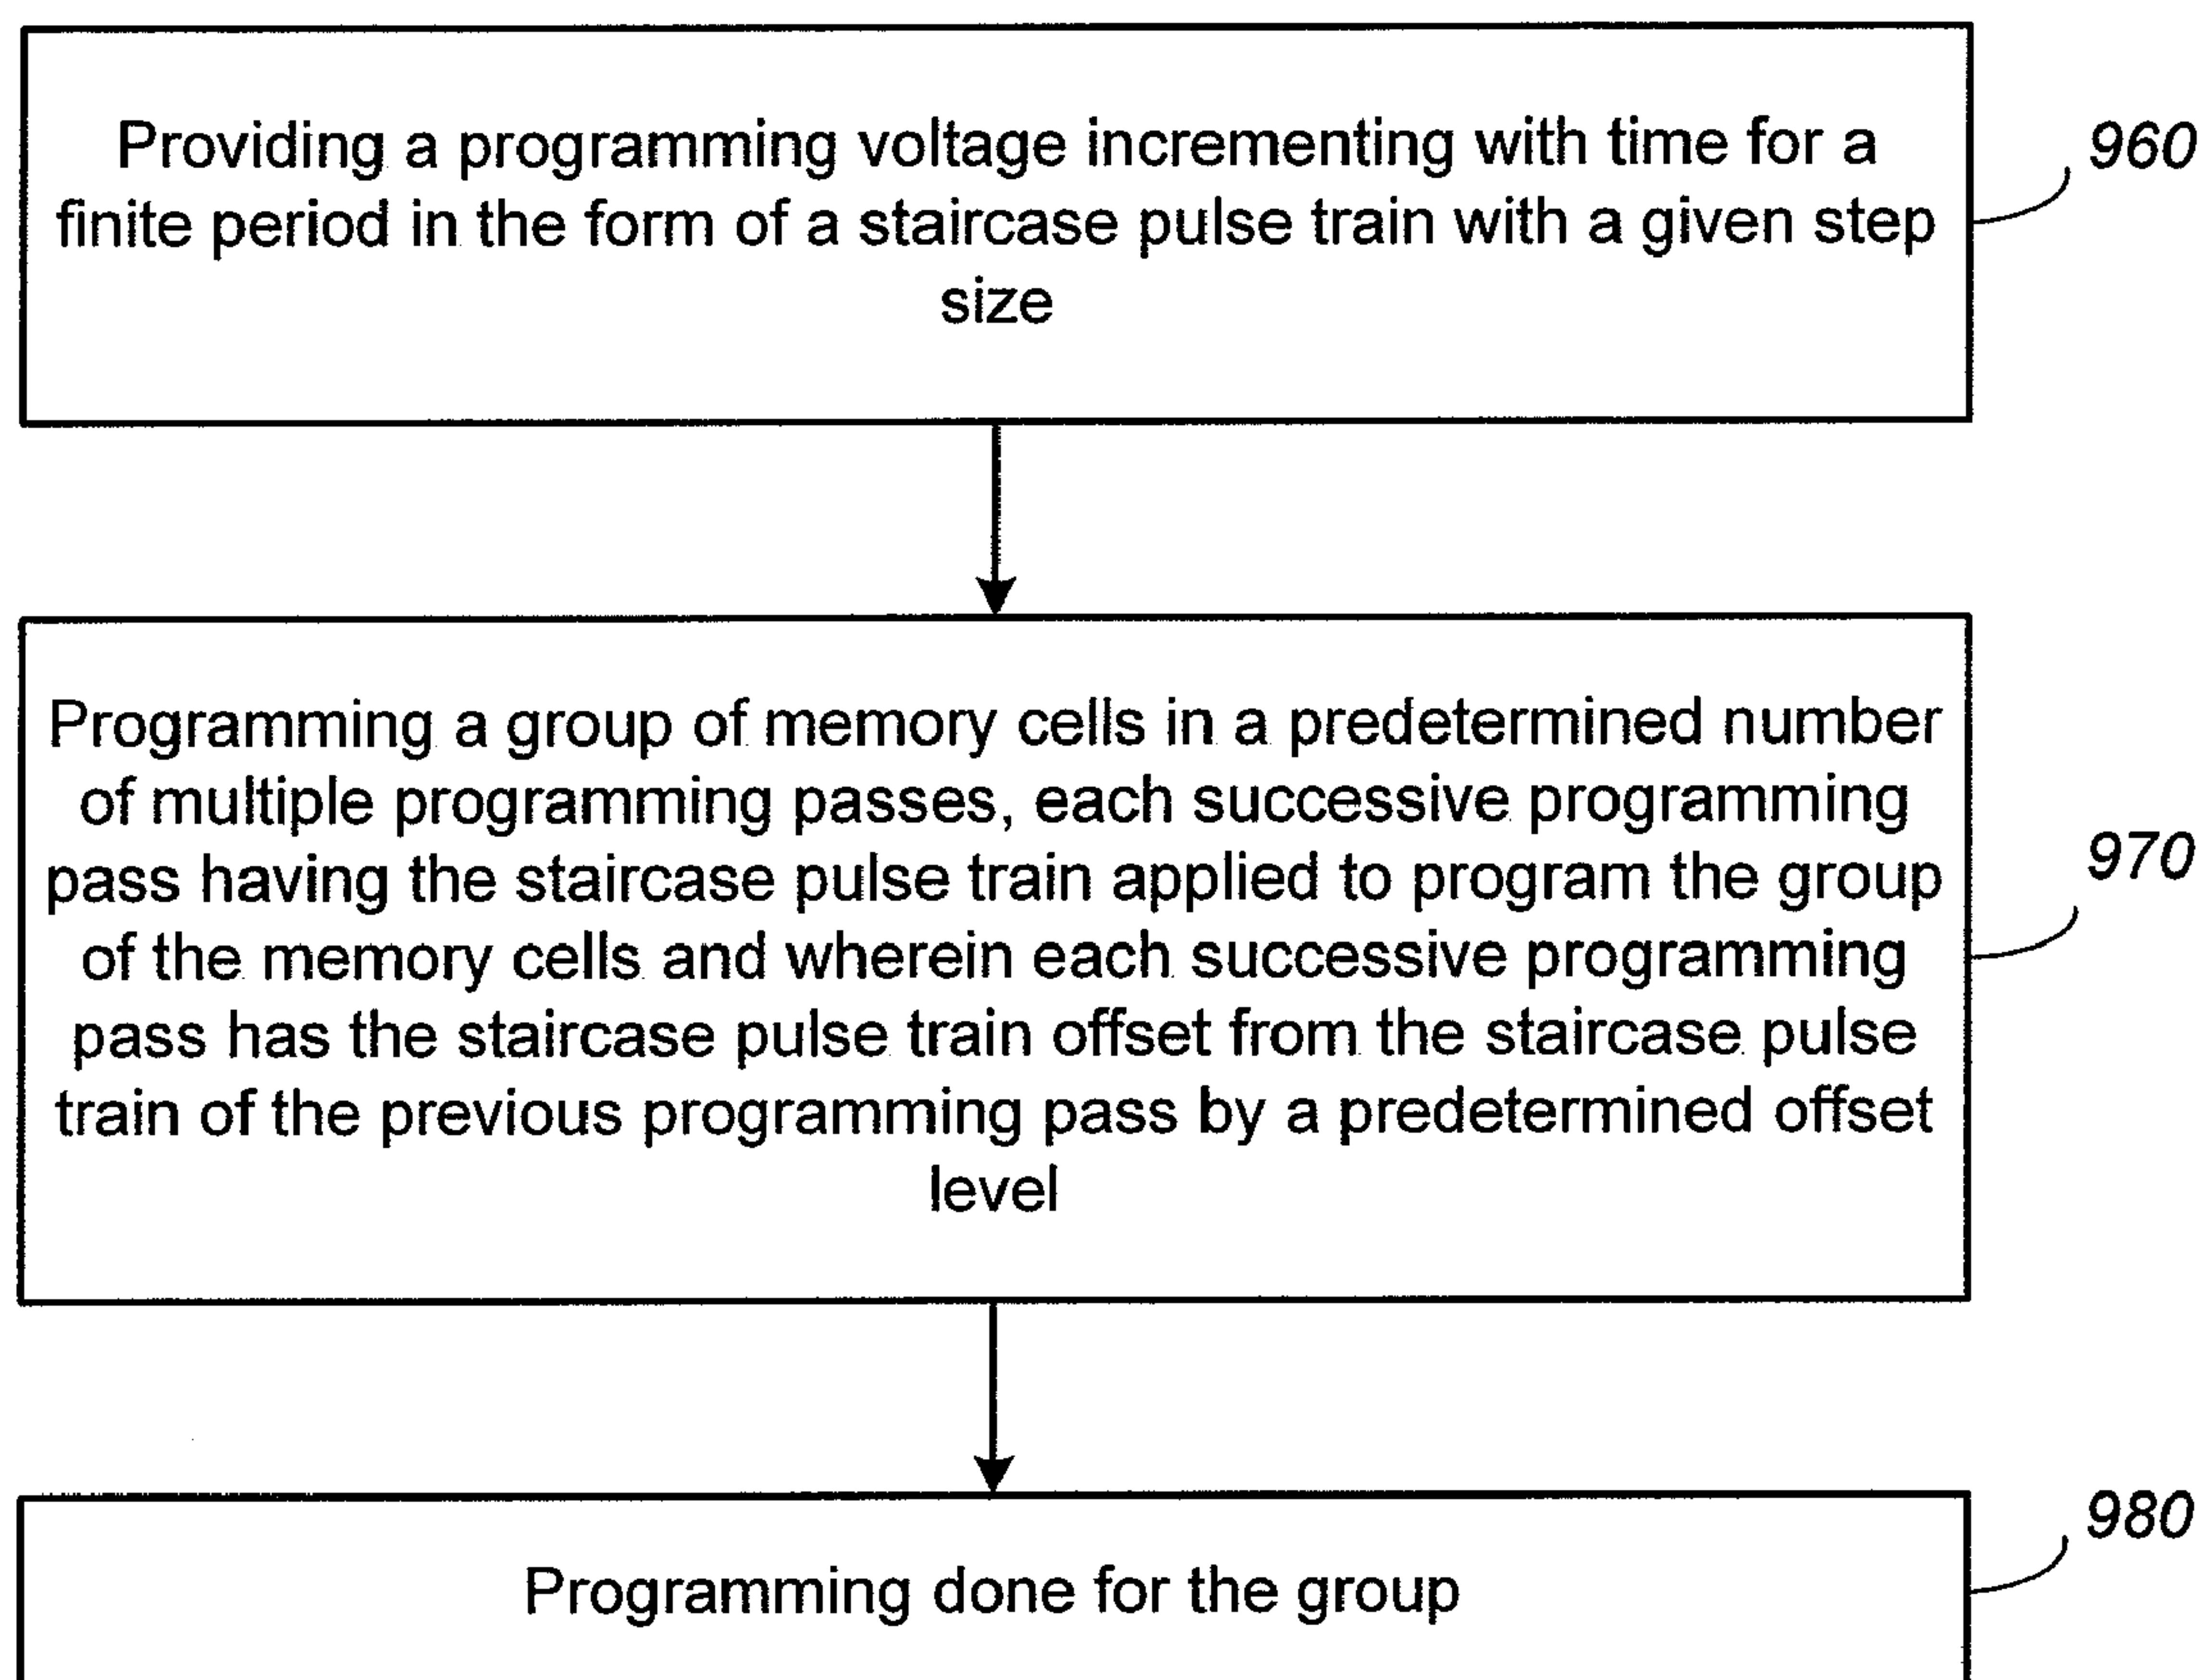 Providing a programming voltage incrementing with time for a
finite period in the form of a staircase pulse train with a given step
size
960
Programming a group of memory cells in a predetermined number
of multiple programming passes, each successive programming
pass having the staircase pulse train applied to program the group
of the memory cells and wherein each successive programming
pass has the staircase pulse train offset from the staircase pulse
train of the previous programming pass by a predetermined offset
level
970
Programming done for the group
980